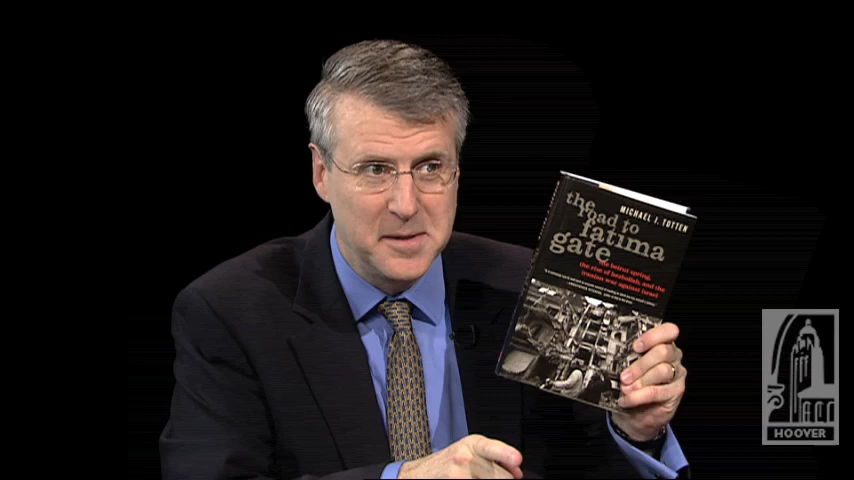 MICHAEL J. TOTTEN
the
road to
fatima
gate
the beirut spring,
the rise of hezbollah, and the
iranian war against israel
HOOVER